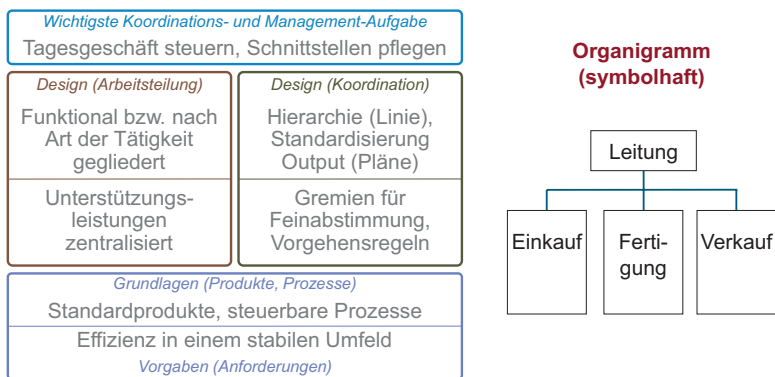 Wichtigste Koordinations- und Management-Aufgabe
Tagesgeschäft steuern, Schnittstellen pflegen
Design (Arbeitsteilung)
Funktional bzw. nach
Art der Tätigkeit
gegliedert
Unterstützungs-
leistungen
zentralisiert
Design (Koordination)
Hierarchie (Linie),
Standardisierung
Output (Pläne)
Gremien für
Feinabstimmung,
Vorgehensregeln
Grundlagen (Produkte, Prozesse)
Standardprodukte, steuerbare Prozesse
Effizienz in einem stabilen Umfeld
Vorgaben (Anforderungen)
Organigramm
(symbolhaft)
Leitung
Einkauf
Ferti-
gung
Verkauf